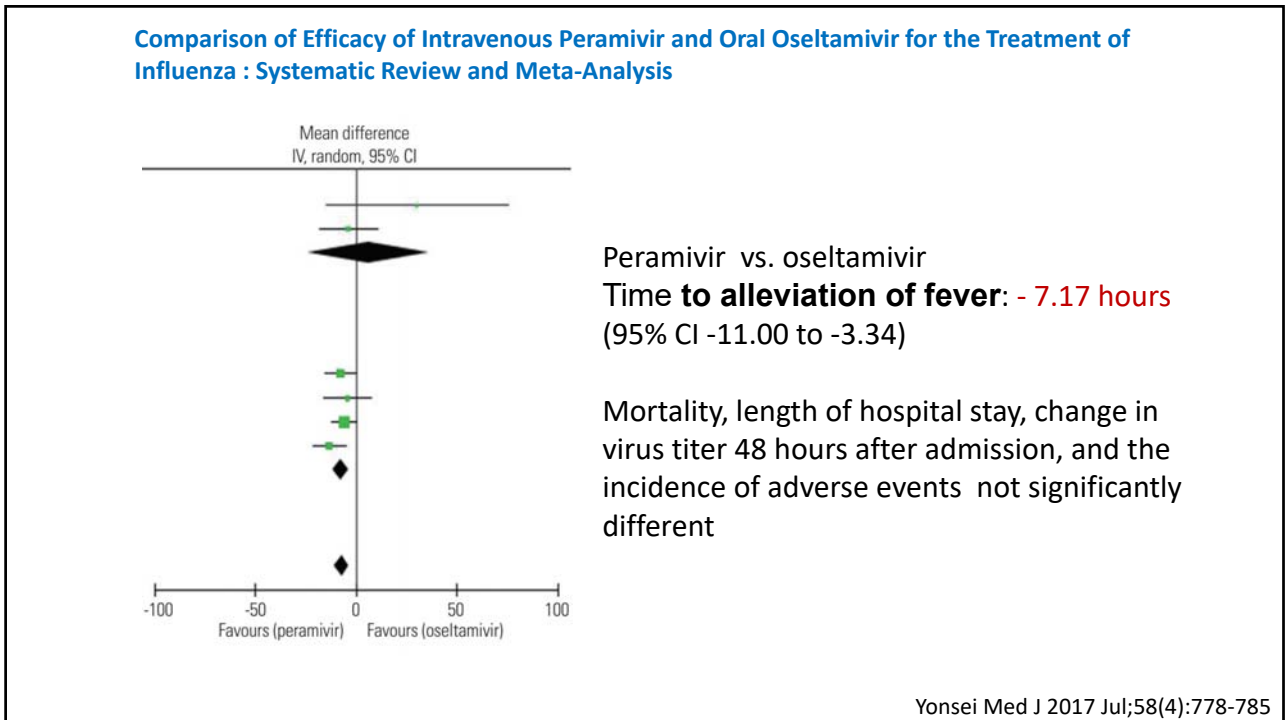 Comparison of Efficacy of Intravenous Peramivir and Oral Oseltamivir for the Treatment of
Influenza : Systematic Review and Meta-Analysis
Mean difference
IV, random, 95% CI
-100 -50 0 50 100
Favours (peramivir) Favours (oseltamivir)
Peramivir vs. oseltamivir
Time to alleviation of fever: - 7.17 hours
(95% CI -11.00 to -3.34)
Mortality, length of hospital stay, change in
virus titer 48 hours after admission, and the
incidence of adverse events not significantly
different
Yonsei Med J 2017 Jul;58(4):778-785